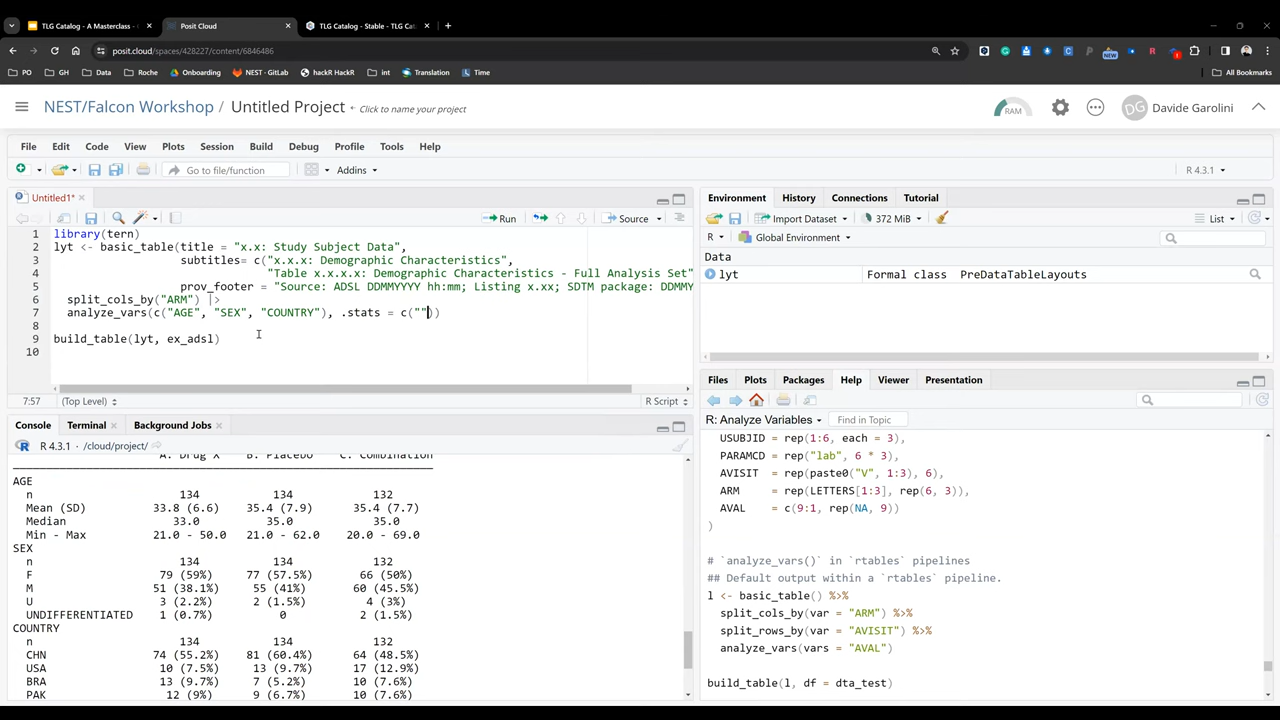 TLG Catalog - A Masterclass -
Posit Cloud
TLG Catalog - Stable - TLG Cat
posit.cloud/spaces/428227/content/6846486
PO
GH
Data
Roche
Onboarding
NEST - GitLab
hackR HackR
int
Translation
Time
All Bookmarks
NEST/Falcon Workshop / Untitled Project
Click to name your project
RAM
DG
Davide Garolini
File Edit Code View Plots Session Build Debug Profile Tools Help
Go to file/function
Addins
R 4.3.1
Untitled1*
Run
Source
1 library(tern)
2 lyt <- basic_table(title = "x.x: Study Subject Data",
3 subtitles= c("x.x.x: Demographic Characteristics",
4 "Table x.x.x.x: Demographic Characteristics - Full Analysis Set"
5 prov_footer = "Source: ADSL DDMMYYYY hh:mm; Listing x.xx; SDTM package: DDMMY
6 split_cols_by("ARM") |>
7 analyze_vars(c("AGE", "SEX", "COUNTRY"), .stats = c(""))
8
9 build_table(lyt, ex_adsl)
10
7:57 (Top Level) R Script
Environment History Connections Tutorial
Import Dataset 372 MiB List
R Global Environment
Data
lyt Formal class PreDataTableLayouts
Console Terminal Background Jobs
R 4.3.1 · /cloud/project/
A: Drug X B: Placebo C: Combination
AGE
n 134 134 132
Mean (SD) 33.8 (6.6) 35.4 (7.9) 35.4 (7.7)
Median 33.0 35.0 35.0
Min - Max 21.0 - 50.0 21.0 - 62.0 20.0 - 69.0
SEX
n 134 134 132
F 79 (59%) 77 (57.5%) 66 (50%)
M 51 (38.1%) 55 (41%) 60 (45.5%)
U 3 (2.2%) 2 (1.5%) 4 (3%)
UNDIFFERENTIATED 1 (0.7%) 0 2 (1.5%)
COUNTRY
n 134 134 132
CHN 74 (55.2%) 81 (60.4%) 64 (48.5%)
USA 10 (7.5%) 13 (9.7%) 17 (12.9%)
BRA 13 (9.7%) 7 (5.2%) 10 (7.6%)
PAK 12 (9%) 9 (6.7%) 10 (7.6%)
Files Plots Packages Help Viewer Presentation
R: Analyze Variables
Find in Topic
USUBJID = rep(1:6, each = 3),
PARAMCD = rep("lab", 6 * 3),
AVISIT = rep(paste0("V", 1:3), 6),
ARM = rep(LETTERS[1:3], rep(6, 3)),
AVAL = c(9:1, rep(NA, 9))
)
# `analyze_vars()` in `rtables` pipelines
## Default output within a `rtables` pipeline.
l <- basic_table() %>%
split_cols_by(var = "ARM") %>%
split_rows_by(var = "AVISIT") %>%
analyze_vars(vars = "AVAL")
build_table(l, df = dta_test)